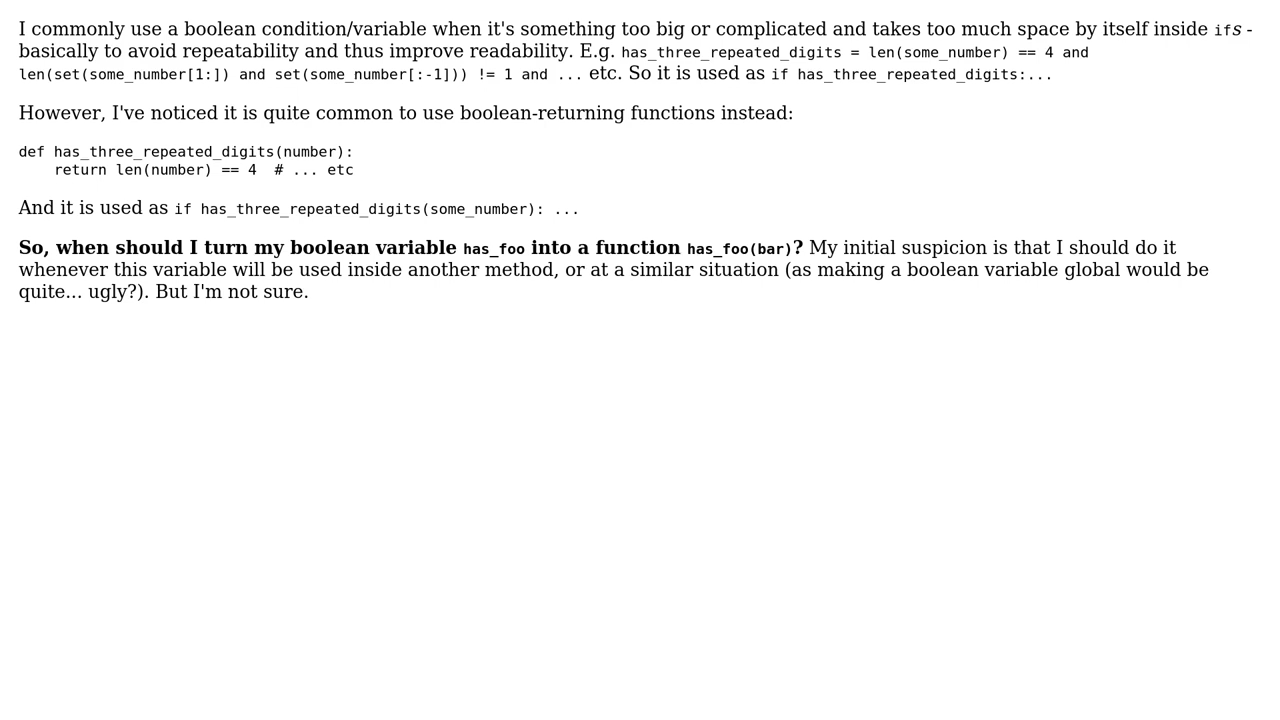 I commonly use a boolean condition/variable when it's something too big or complicated and takes too much space by itself inside ifs -
basically to avoid repeatability and thus improve readability. E.g. has_three_repeated_digits = len(some_number) == 4 and
len(set(some_number[1:]) and set(some_number[:-1])) != 1 and ... etc. So it is used as if has_three_repeated_digits:...
However, I've noticed it is quite common to use boolean-returning functions instead:
def has_three_repeated_digits(number):
    return len(number) == 4  # ... etc
And it is used as if has_three_repeated_digits(some_number): ...
So, when should I turn my boolean variable has_foo into a function has_foo(bar)? My initial suspicion is that I should do it
whenever this variable will be used inside another method, or at a similar situation (as making a boolean variable global would be
quite... ugly?). But I'm not sure.